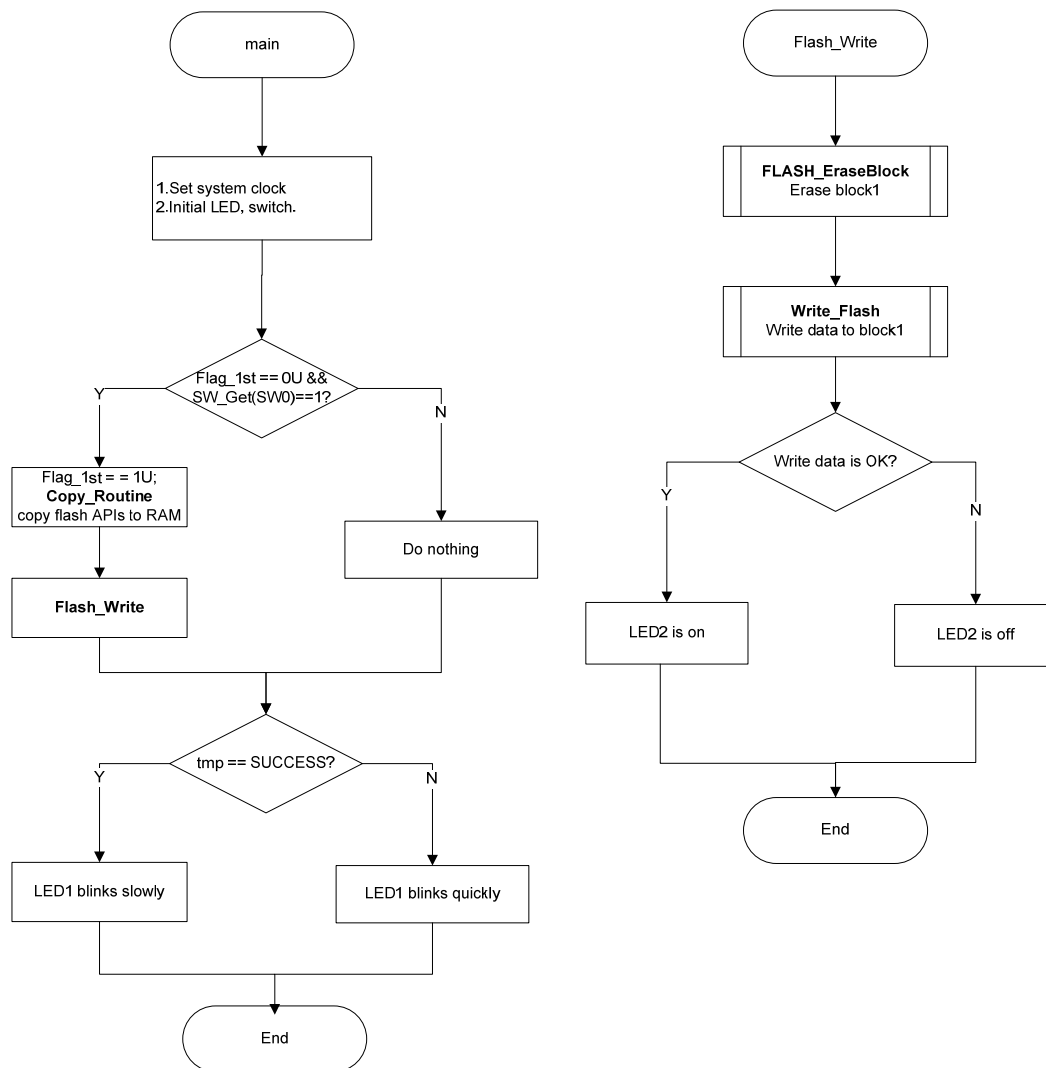 main
1.Set system clock
2.Initial LED, switch.
Flag_1st == 0U &&
SW_Get(SW0)==1?
Y
N
Flag_1st = = 1U;
Copy_Routine
copy flash APIs to RAM
Do nothing
Flash_Write
tmp == SUCCESS?
Y
N
LED1 blinks slowly
LED1 blinks quickly
End
Flash_Write
FLASH_EraseBlock
Erase block1
Write_Flash
Write data to block1
Write data is OK?
Y
N
LED2 is on
LED2 is off
End